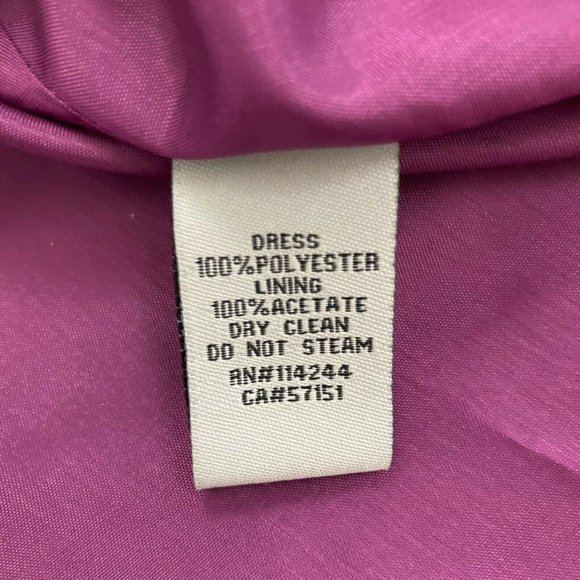 DRESS
100%POLYESTER
LINING
100%ACETATE
DRY CLEAN
DO NOT STEAM
RN#114244
CA#57151